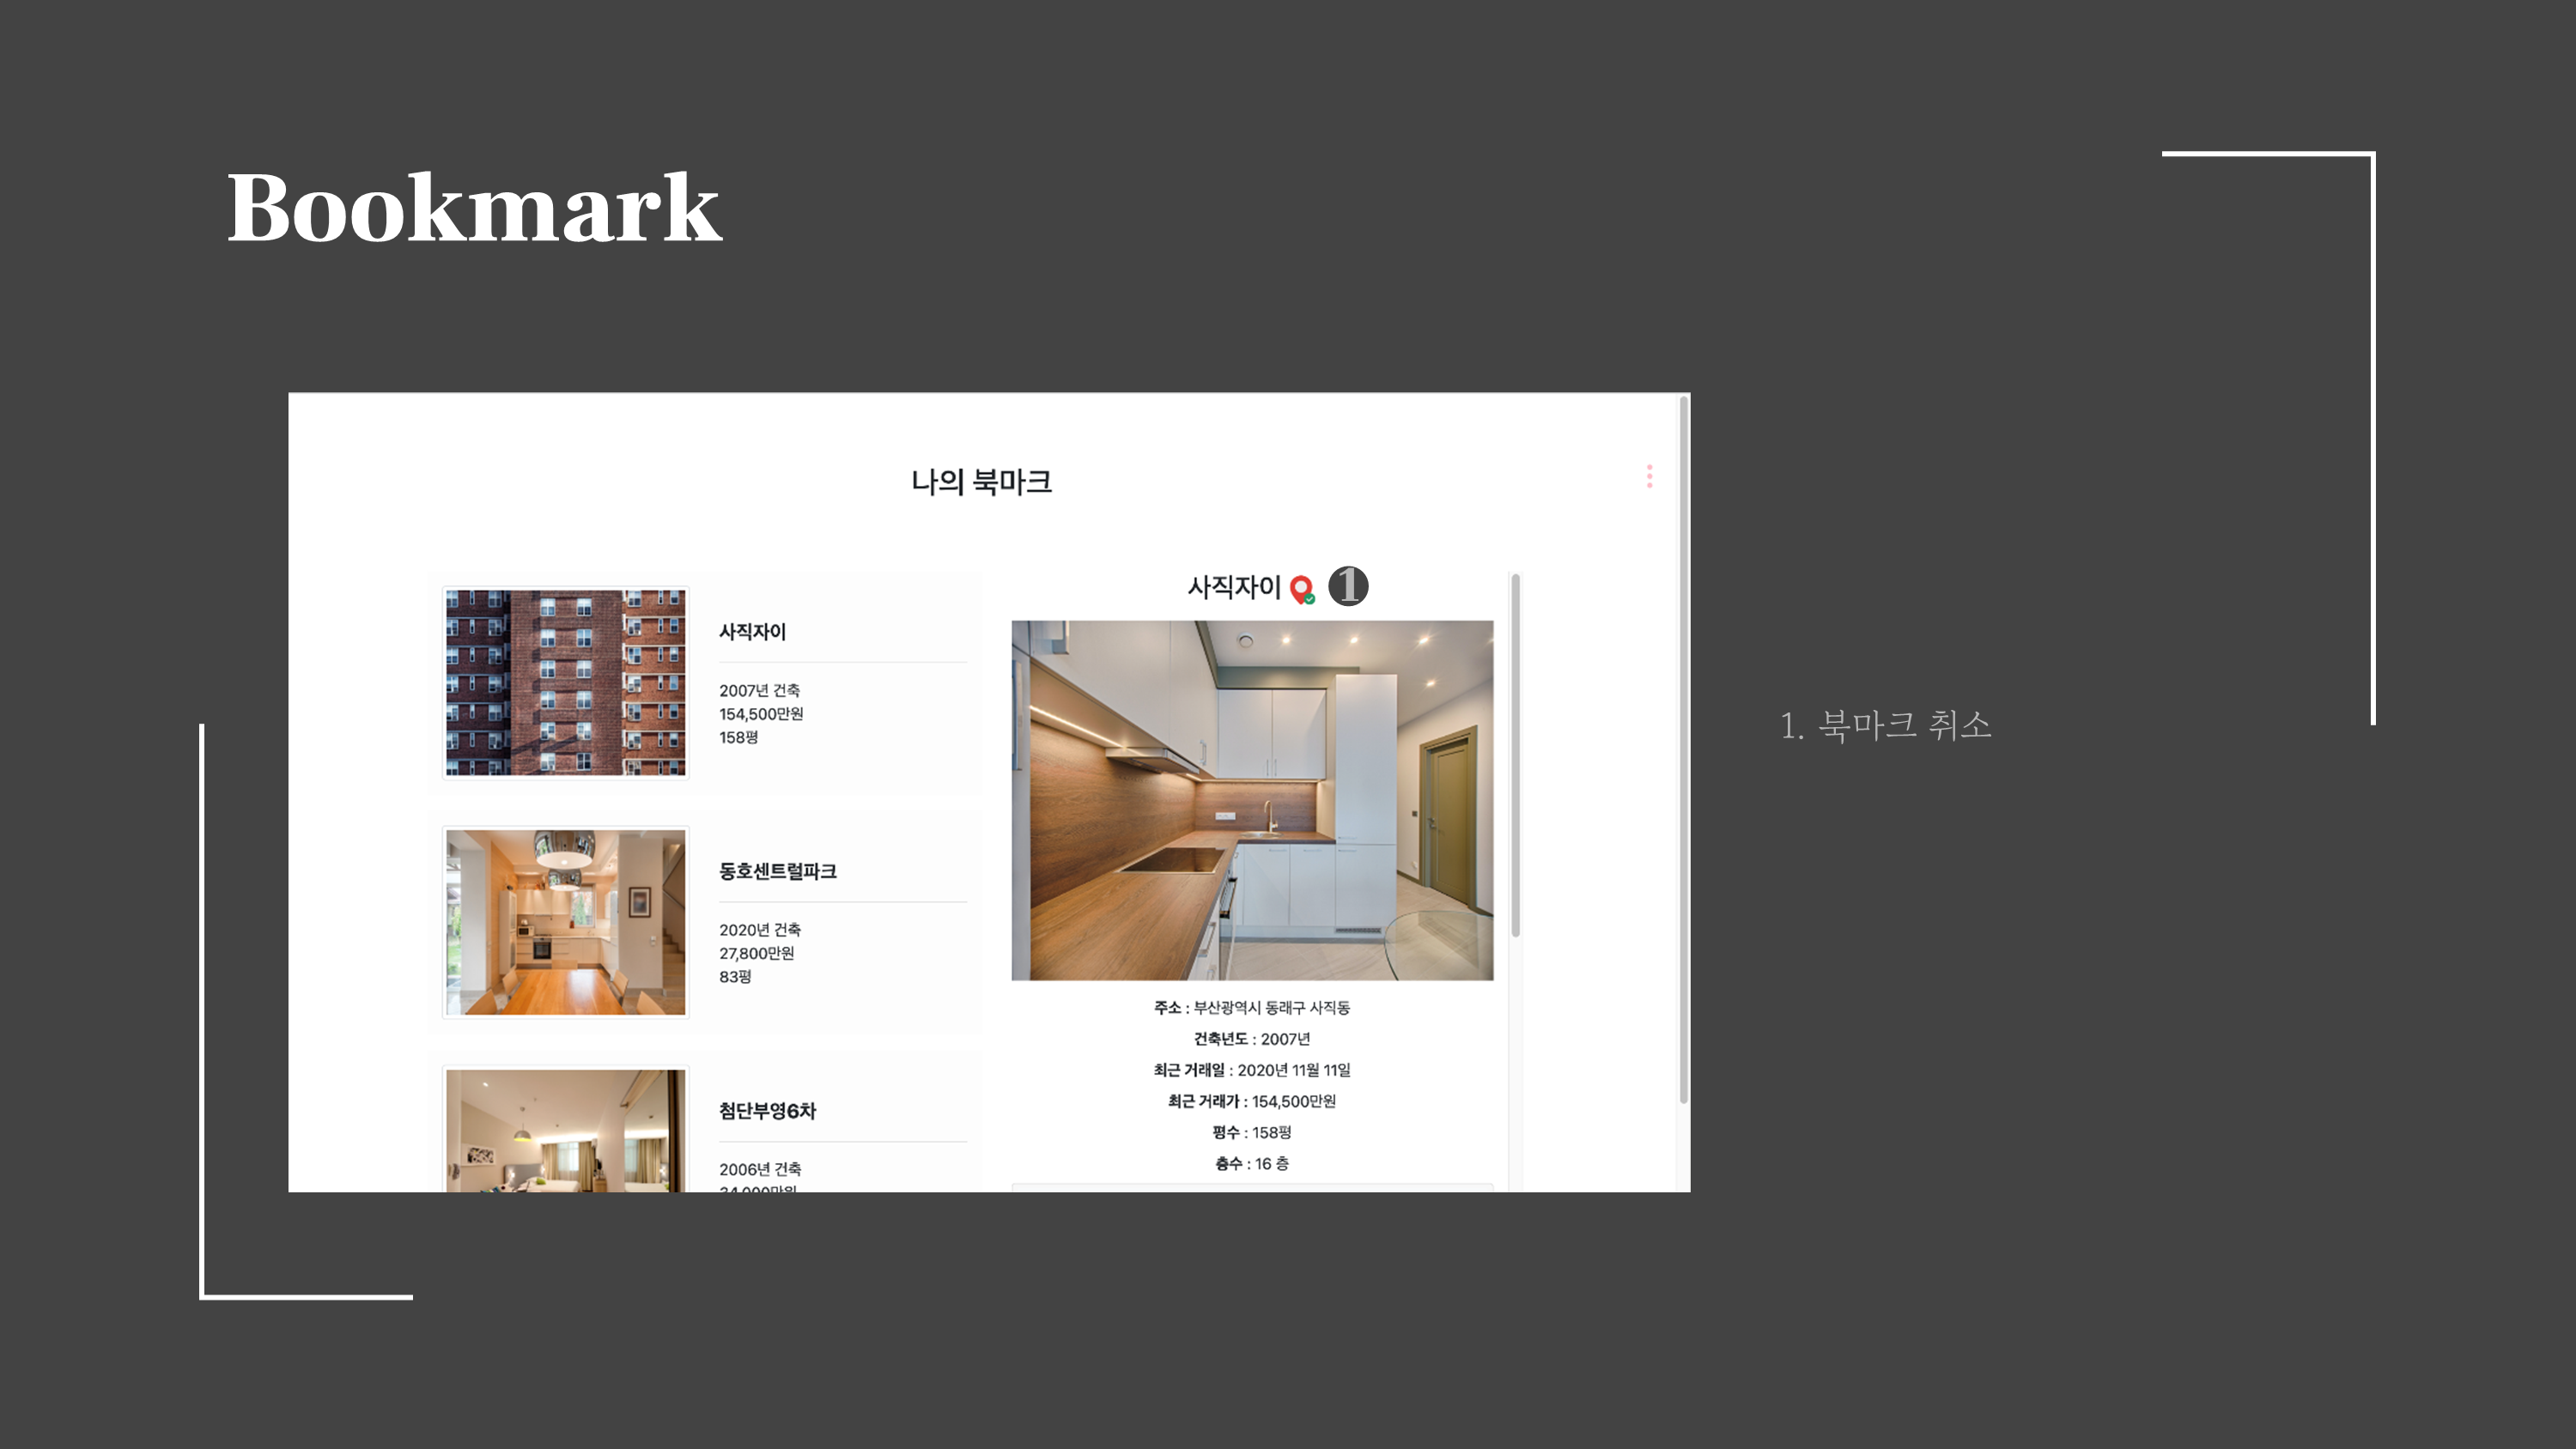 Bookmark
나의 북마크
사직자이
2007년 건축
154,500만원
158평
동호센트럴파크
2020년 건축
27,800만원
83평
첨단부영6차
2006년 건축
사직자이 1
주소 : 부산광역시 동래구 사직동
건축년도 : 2007년
최근 거래일 : 2020년 11월 11일
최근 거래가 : 154,500만원
평수 : 158평
층수 : 16 층
1. 북마크 취소